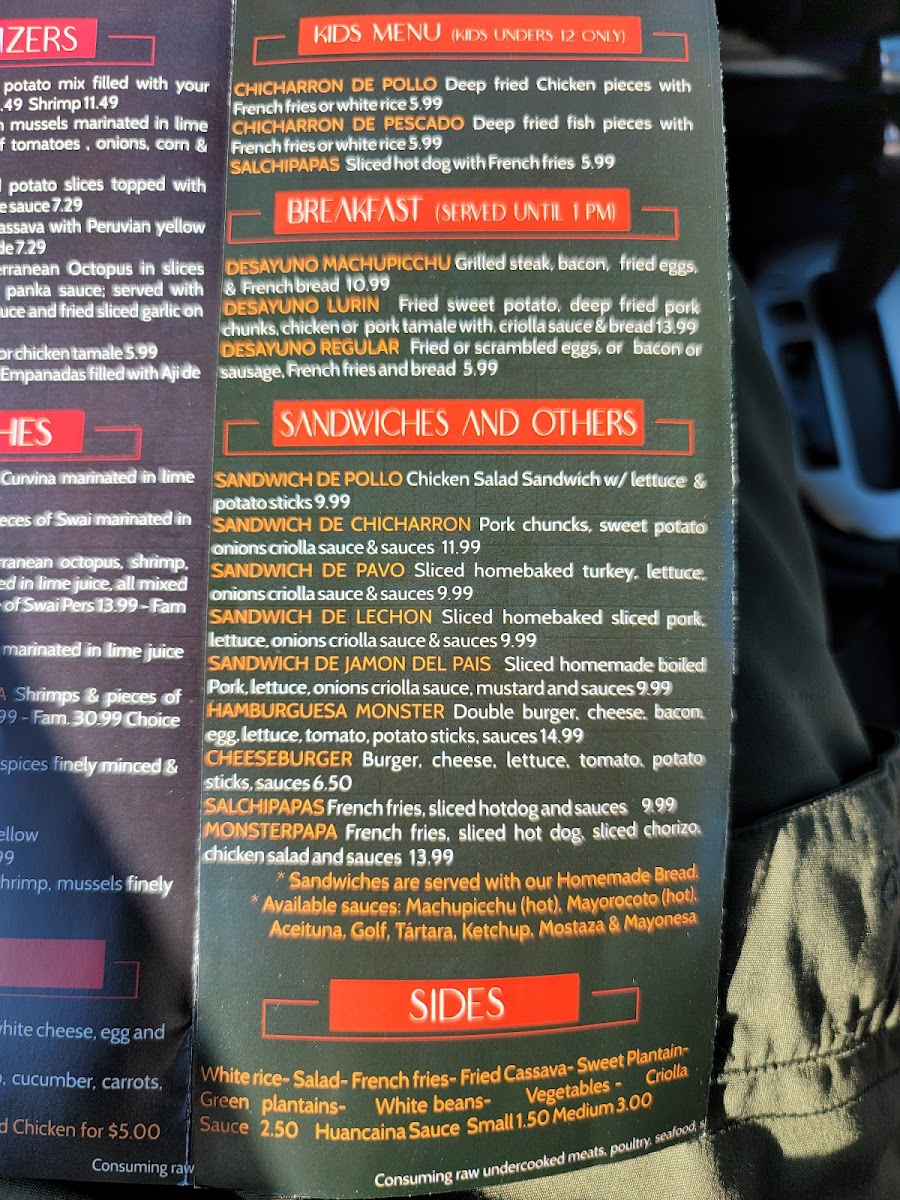 IZERS
potato mix filled with your
.49 Shrimp 11.49
mussels marinated in lime
f tomatoes , onions, corn &
potato slices topped with
e sauce 7.29
assava with Peruvian yellow
de 7.29
erranean Octopus in slices
panka sauce; served with
uce and fried sliced garlic on
or chicken tamale 5.99
Empanadas filled with Aji de
HES
Curvina marinated in lime
eces of Swai marinated in
rranean octopus, shrimp,
ed in lime juice, all mixed
of Swai Pers 13.99 - Fam
marinated in lime juice
A Shrimps & pieces of
99 - Fam. 30.99 Choice
spices finely minced &
ellow
99
hrimp, mussels finely
white cheese, egg and
o, cucumber, carrots,
d Chicken for $5.00
Consuming raw
KIDS MENU (KIDS UNDERS 12 ONLY)
CHICHARRON DE POLLO Deep fried Chicken pieces with
French fries or white rice 5.99
CHICHARRON DE PESCADO Deep fried fish pieces with
French fries or white rice 5.99
SALCHIPAPAS Sliced hot dog with French fries 5.99
BREAKFAST (SERVED UNTIL 1 PM)
DESAYUNO MACHUPICCHU Grilled steak, bacon, fried eggs,
& French bread 10.99
DESAYUNO LURIN Fried sweet potato, deep fried pork
chunks, chicken or pork tamale with. criolla sauce & bread 13.99
DESAYUNO REGULAR Fried or scrambled eggs, or bacon or
sausage, French fries and bread 5.99
SANDWICHES AND OTHERS
SANDWICH DE POLLO Chicken Salad Sandwich w/ lettuce &
potato sticks 9.99
SANDWICH DE CHICHARRON Pork chuncks, sweet potato
onions criolla sauce & sauces 11.99
SANDWICH DE PAVO Sliced homebaked turkey, lettuce,
onions criolla sauce & sauces 9.99
SANDWICH DE LECHON Sliced homebaked sliced pork,
lettuce, onions criolla sauce & sauces 9.99
SANDWICH DE JAMON DEL PAIS Sliced homemade boiled
Pork, lettuce, onions criolla sauce, mustard and sauces 9.99
HAMBURGUESA MONSTER Double burger, cheese, bacon,
egg, lettuce, tomato, potato sticks, sauces 14.99
CHEESEBURGER Burger, cheese, lettuce, tomato, potato
sticks, sauces 6.50
SALCHIPAPAS French fries, sliced hotdog and sauces 9.99
MONSTERPAPA French fries, sliced hot dog, sliced chorizo,
chicken salad and sauces 13.99
* Sandwiches are served with our Homemade Bread.
* Available sauces: Machupicchu (hot), Mayorocoto (hot),
Aceituna, Golf, Tártara, Ketchup, Mostaza & Mayonesa
SIDES
White rice- Salad- French fries- Fried Cassava- Sweet Plantain-
Green plantains- White beans- Vegetables - Criolla
Sauce 2.50 Huancaina Sauce Small 1.50 Medium 3.00
Consuming raw undercooked meats, poultry, seafood, s